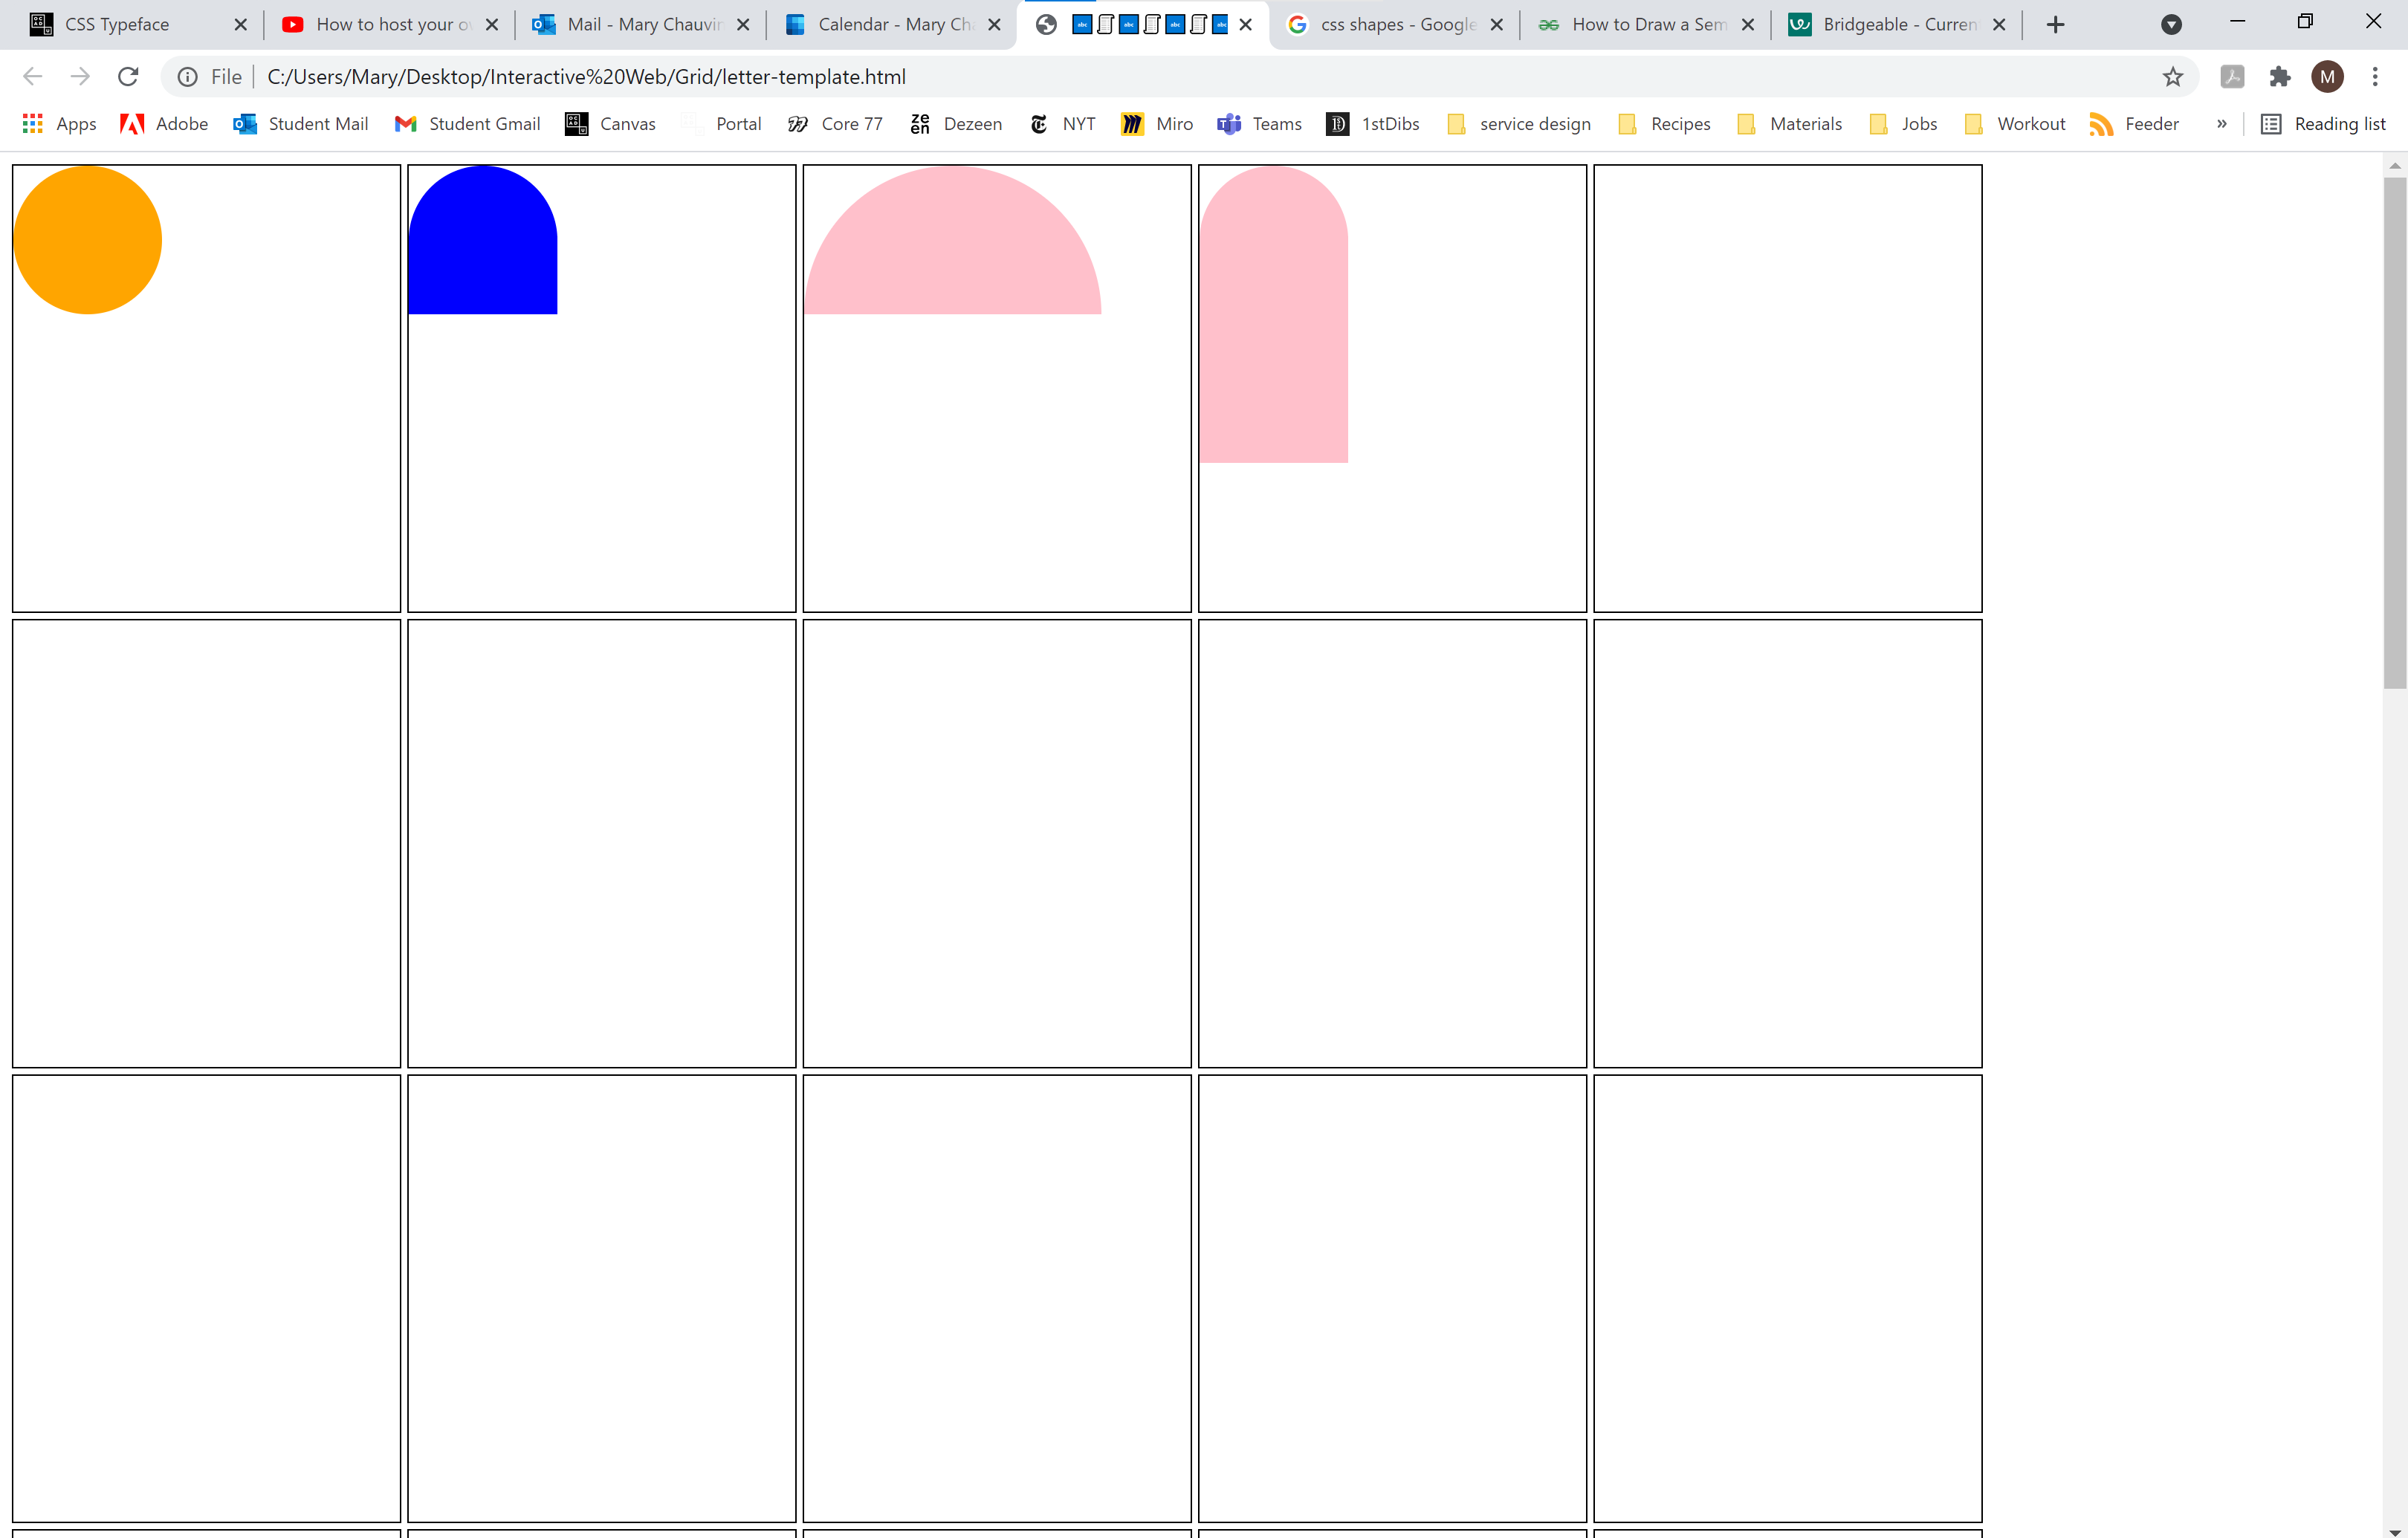 CSS Typeface
How to host your o
Mail - Mary Chauvin
Calendar - Mary Ch
css shapes - Google
How to Draw a Sem
Bridgeable - Curren
File
C:/Users/Mary/Desktop/Interactive%20Web/Grid/letter-template.html
M
Apps
Adobe
Student Mail
Student Gmail
Canvas
Portal
Core 77
Dezeen
NYT
Miro
Teams
1stDibs
service design
Recipes
Materials
Jobs
Workout
Feeder
»
Reading list